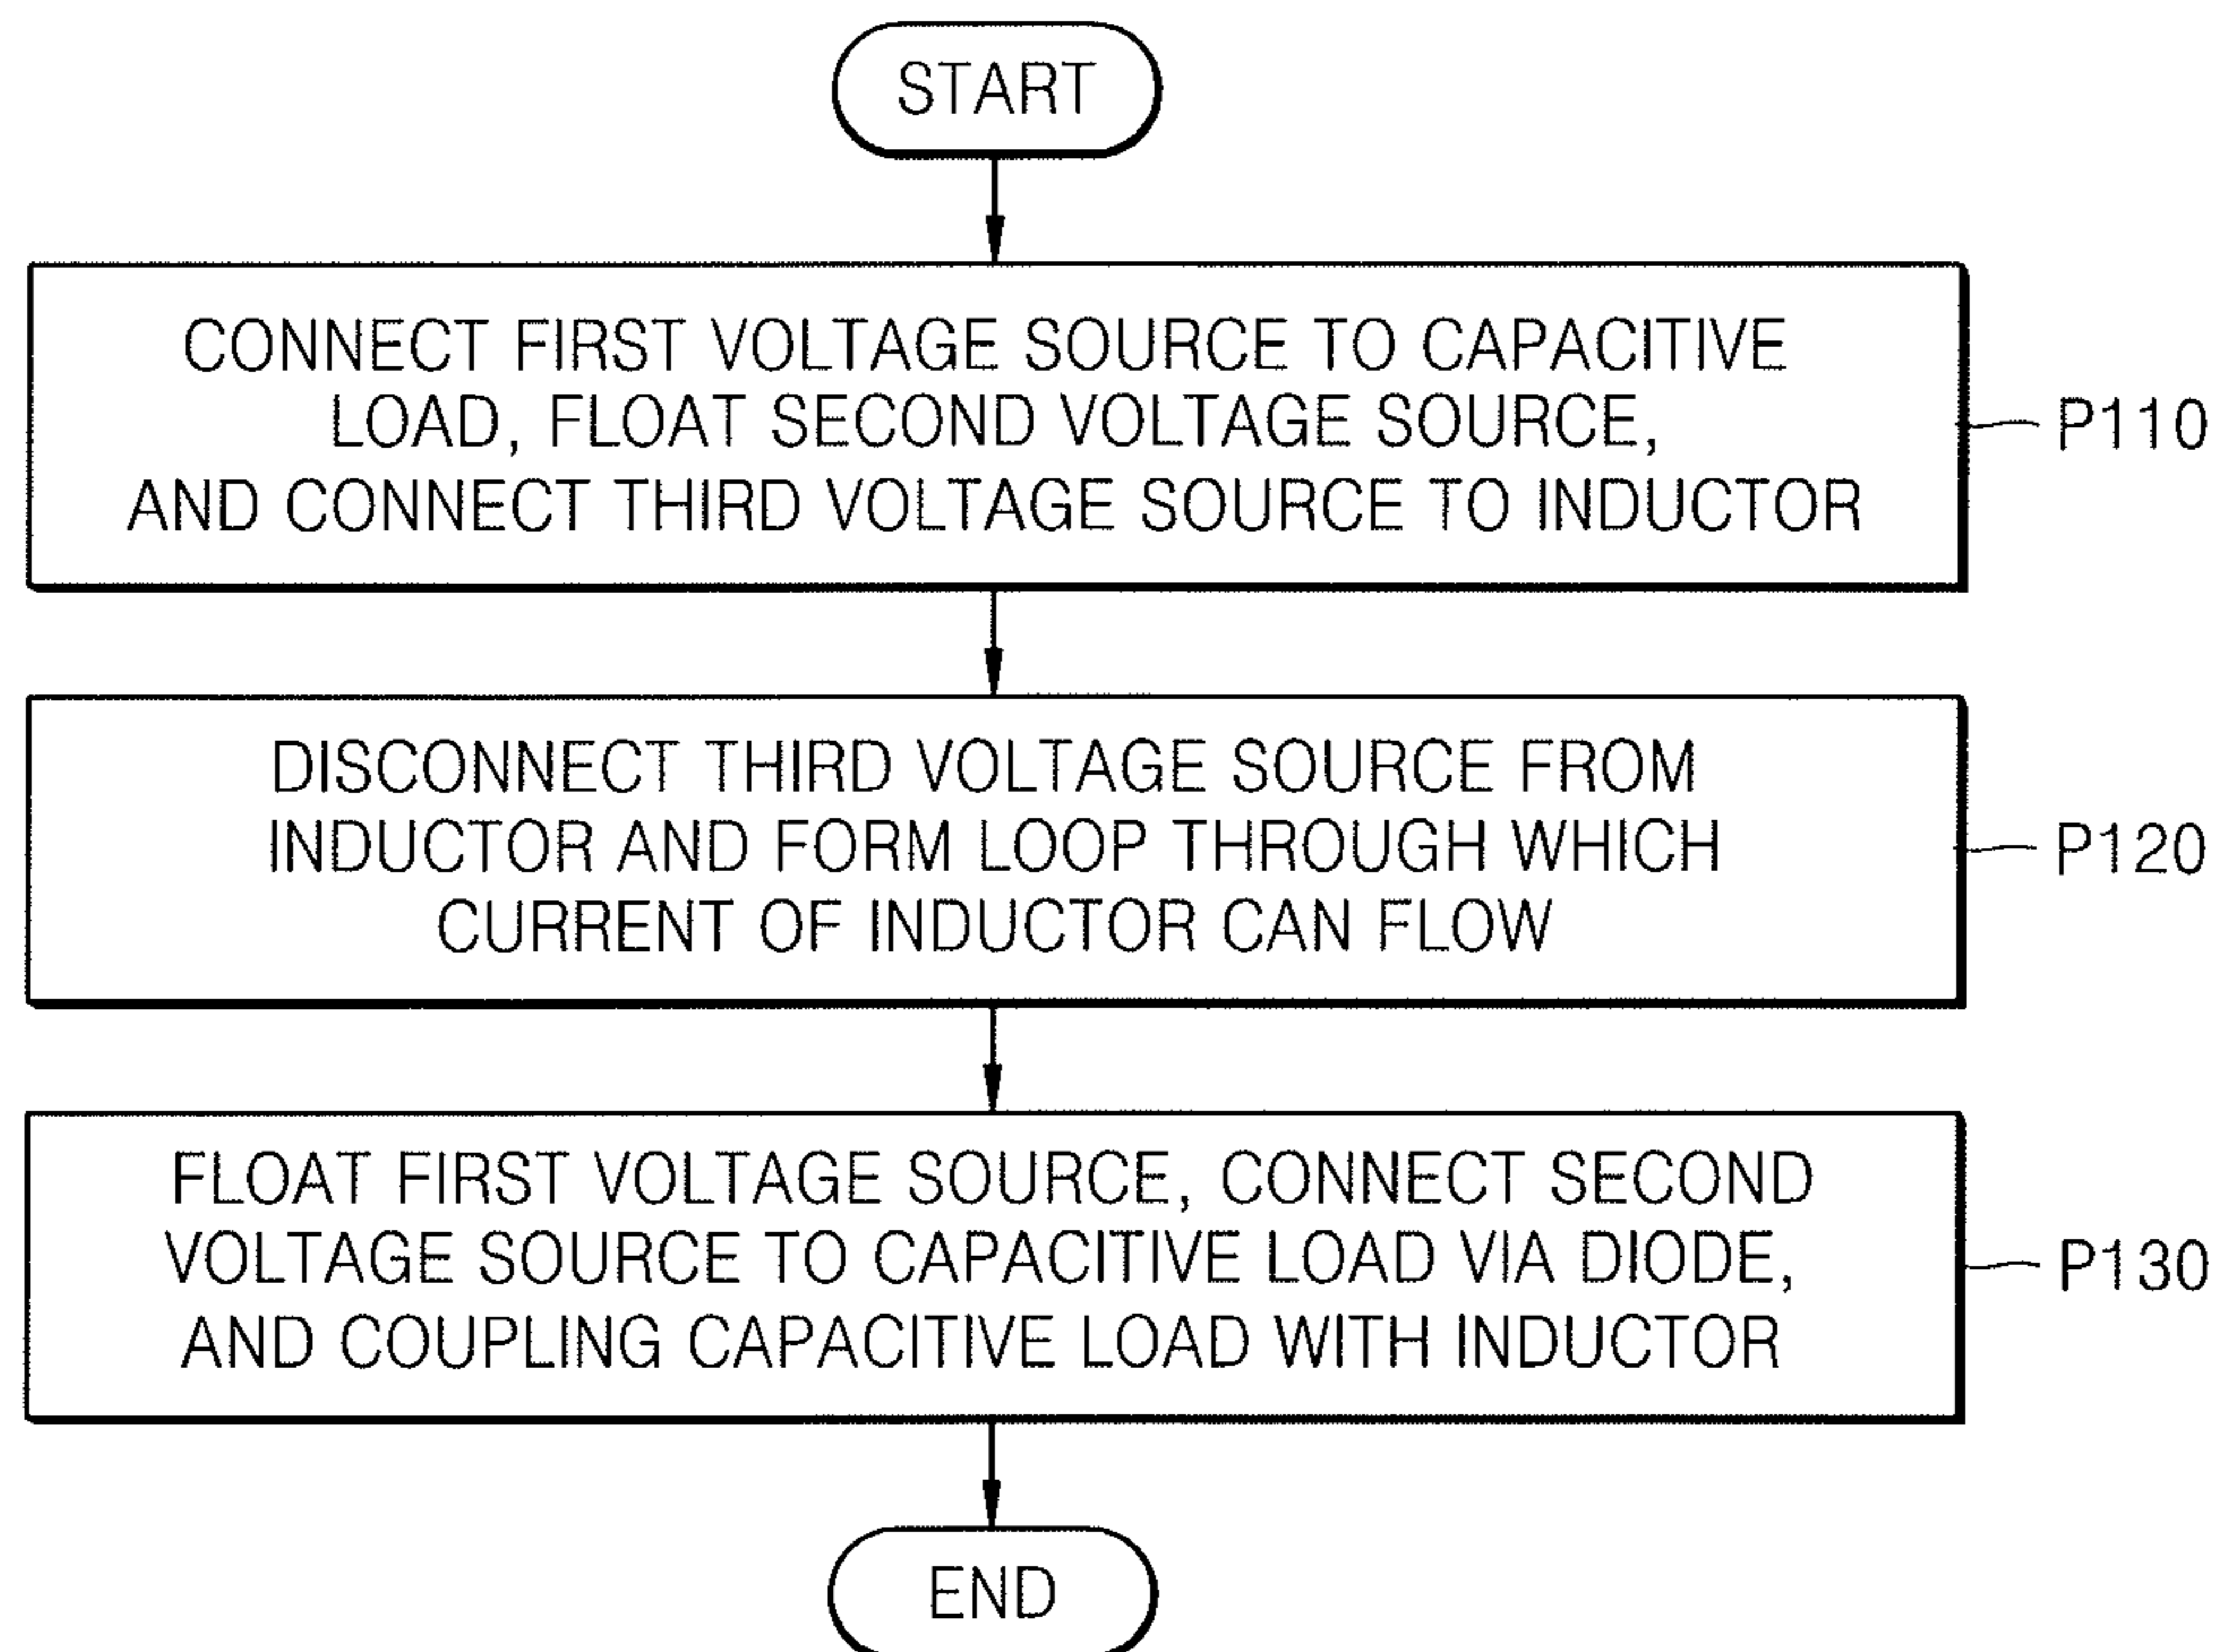 START
CONNECT FIRST VOLTAGE SOURCE TO CAPACITIVE
LOAD, FLOAT SECOND VOLTAGE SOURCE,
AND CONNECT THIRD VOLTAGE SOURCE TO INDUCTOR
P110
DISCONNECT THIRD VOLTAGE SOURCE FROM
INDUCTOR AND FORM LOOP THROUGH WHICH
CURRENT OF INDUCTOR CAN FLOW
P120
FLOAT FIRST VOLTAGE SOURCE, CONNECT SECOND
VOLTAGE SOURCE TO CAPACITIVE LOAD VIA DIODE,
AND COUPLING CAPACITIVE LOAD WITH INDUCTOR
P130
END